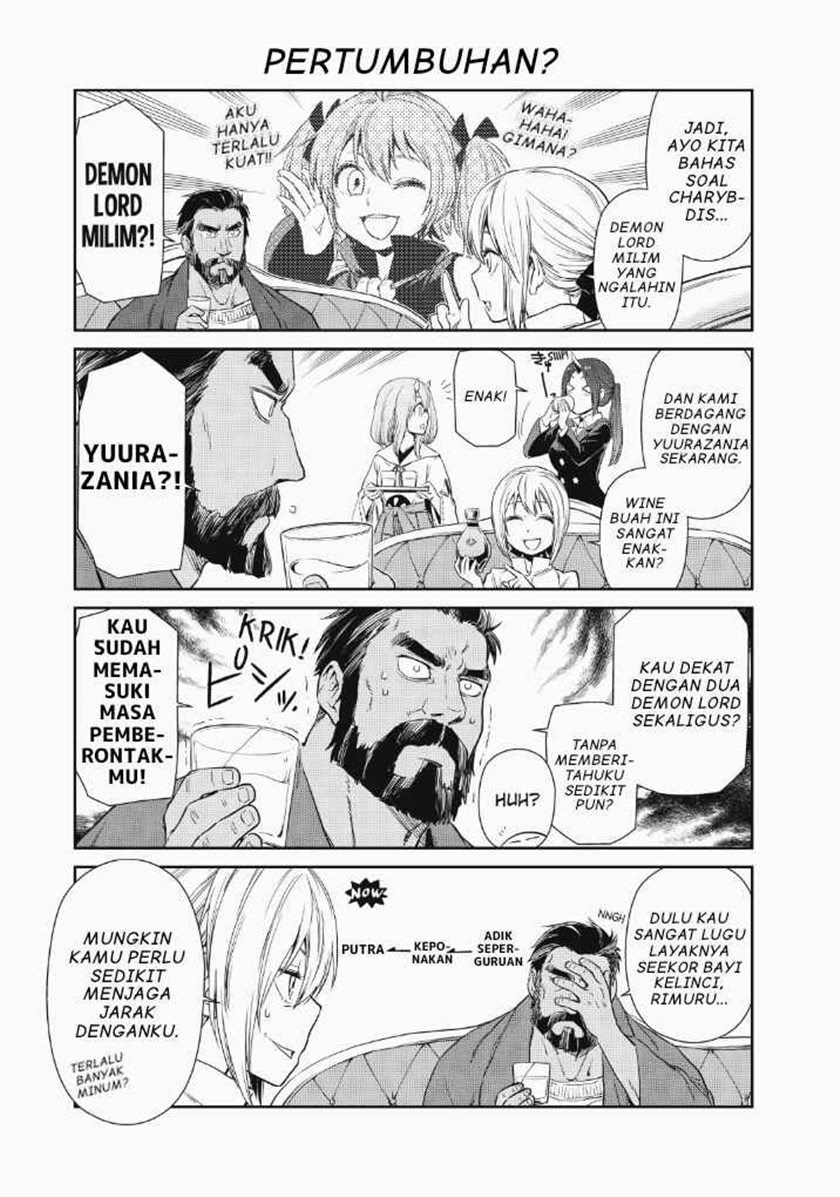 PERTUMBUHAN?
JADI,
AYO KITA
BAHAS
SOAL
CHARYB-
DIS...
DEMON
LORD
MILIM
YANG
NGALAHIN
ITU.
WAHA-
HAHA!
GIMANA?
AKU
HANYA
TERLALU
KUAT!!
DEMON
LORD
MILIM?!
DAN KAMI
BERDAGANG
DENGAN
YUURAZANIA
SEKARANG.
WINE
BUAH INI
SANGAT
ENAK-
KAN?
SIIIP!
ENAK!
YUURA-
ZANIA?!
KAU DEKAT
DENGAN DUA
DEMON LORD
SEKALIGUS?
TANPA
MEMBERI-
TAHUKU
SEDIKIT
PUN?
HUH?
KRIK!
ピシッ..
KAU
SUDAH
MEMA-
SUKI
MASA
PEMBE-
RONTAK-
MU!
DULU KAU
SANGAT LUGU
LAYAKNYA
SEEKOR BAYI
KELINCI,
RIMURU...
NNGH
ADIK
SEPER-
GURUAN
KEPO-
NAKAN
PUTRA
NOW
MUNGKIN
KAMU PERLU
SEDIKIT
MENJAGA
JARAK
DENGANKU.
TERLALU
BANYAK
MINUM?